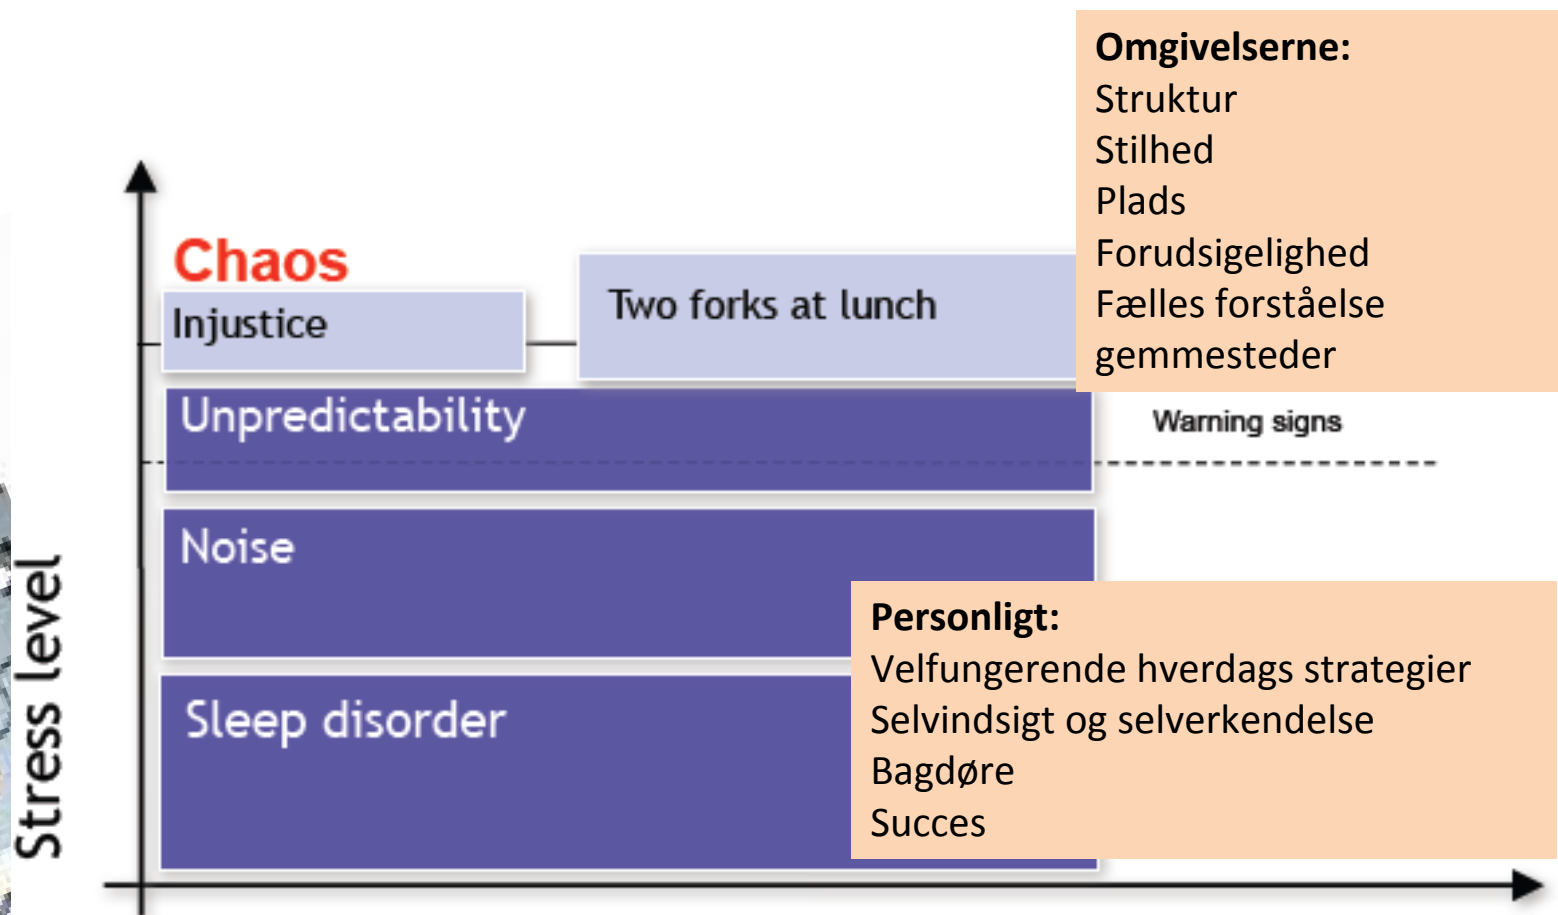 Omgivelserne:
Struktur
Stilhed
Plads
Forudsigelighed
Fælles forståelse
gemmesteder
Chaos
Injustice
Two forks at lunch
Unpredictability
Warning signs
Noise
Stress level
Sleep disorder
Personligt:
Velfungerende hverdags strategier
Selvindsigt og selverkendelse
Bagdøre
Succes